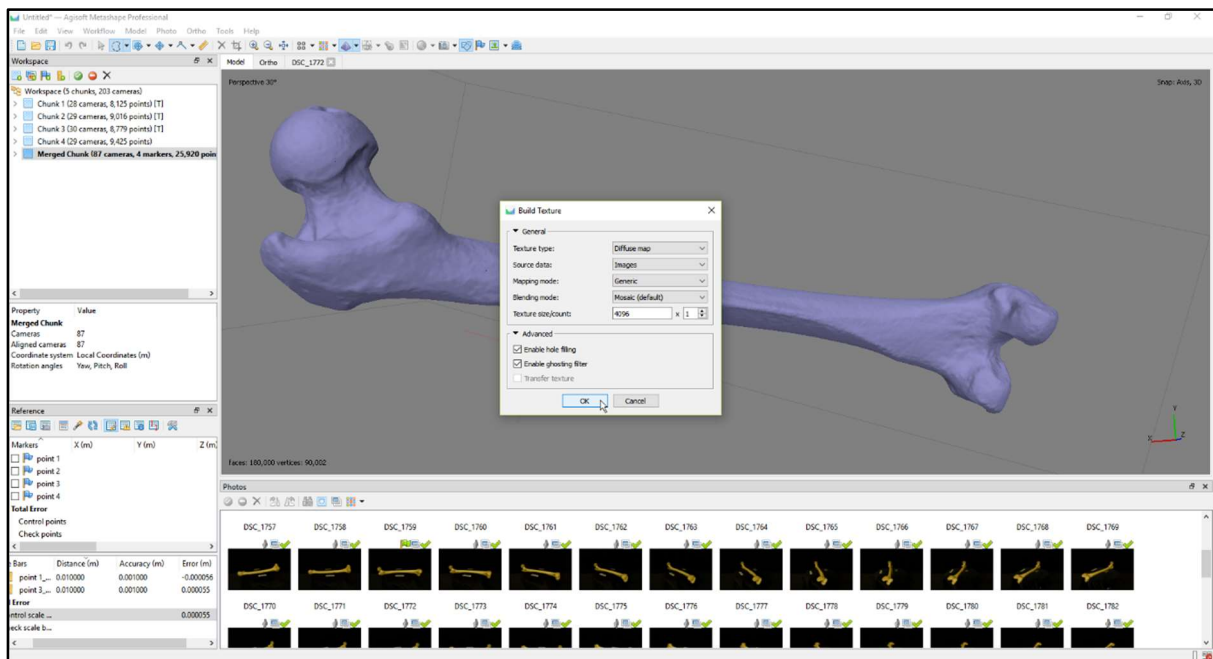 Untitled* — Agisoft Metashape Professional
File Edit View Workflow Model Photo Ortho Tools Help
Workspace
Workspace (5 chunks, 203 cameras)
Chunk 1 (28 cameras, 8,125 points) [T]
Chunk 2 (29 cameras, 9,016 points) [T]
Chunk 3 (30 cameras, 8,779 points) [T]
Chunk 4 (29 cameras, 9,425 points)
Merged Chunk (87 cameras, 4 markers, 25,920 poin
Property Value
Merged Chunk
Cameras 87
Aligned cameras 87
Coordinate system Local Coordinates (m)
Rotation angles Yaw, Pitch, Roll
Reference
Markers X (m) Y (m) Z (m)
point 1
point 2
point 3
point 4
Total Error
Control points
Check points
Bars Distance (m) Accuracy (m) Error (m)
point 1_... 0.010000 0.001000 -0.000056
point 3_... 0.010000 0.001000 0.000055
l Error
ntrol scale ... 0.000055
eck scale b...
Model Ortho DSC_1772
Perspective 30°
Snap: Axis, 3D
Build Texture
General
Texture type: Diffuse map
Source data: Images
Mapping mode: Generic
Blending mode: Mosaic (default)
Texture size/count: 4096 x 1
Advanced
Enable hole filling
Enable ghosting filter
Transfer texture
OK Cancel
Y
X Z
faces: 180,000 vertices: 90,002
Photos
DSC_1757 DSC_1758 DSC_1759 DSC_1760 DSC_1761 DSC_1762 DSC_1763 DSC_1764 DSC_1765 DSC_1766 DSC_1767 DSC_1768 DSC_1769
DSC_1770 DSC_1771 DSC_1772 DSC_1773 DSC_1774 DSC_1775 DSC_1776 DSC_1777 DSC_1778 DSC_1779 DSC_1780 DSC_1781 DSC_1782